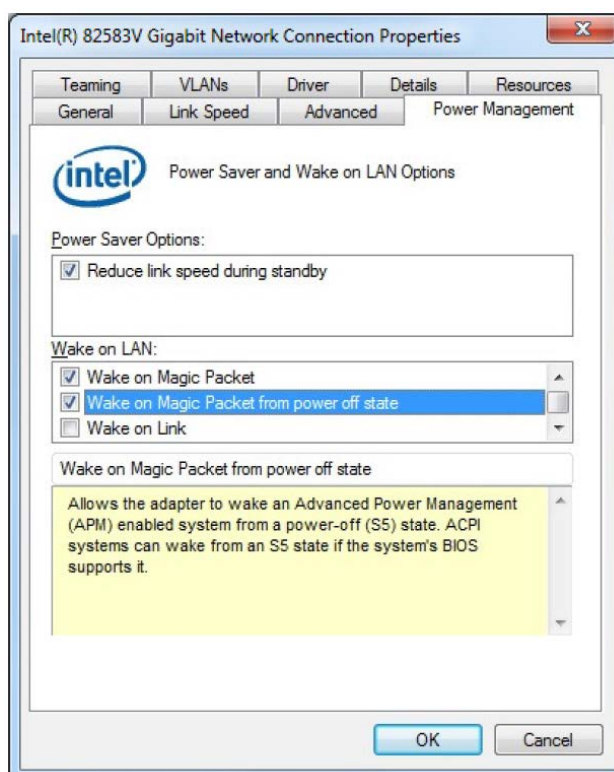 Intel(R) 82583V Gigabit Network Connection Properties
Teaming VLANs Driver Details Resources
General Link Speed Advanced Power Management
intel
Power Saver and Wake on LAN Options
Power Saver Options:
Reduce link speed during standby
Wake on LAN:
Wake on Magic Packet
Wake on Magic Packet from power off state
Wake on Link
Wake on Magic Packet from power off state
Allows the adapter to wake an Advanced Power Management
(APM) enabled system from a power-off (S5) state. ACPI
systems can wake from an S5 state if the system's BIOS
supports it.
OK Cancel